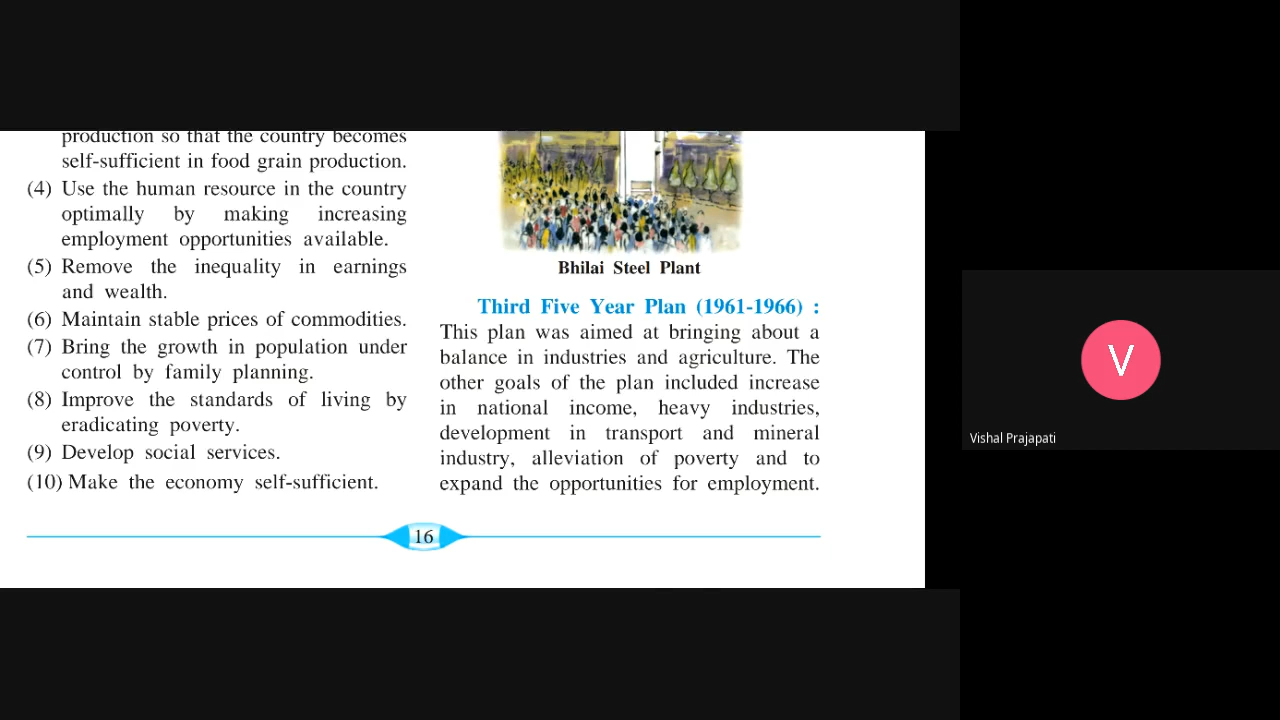 production so that the country becomes
self-sufficient in food grain production.
(4) Use the human resource in the country
optimally by making increasing
employment opportunities available.
(5) Remove the inequality in earnings
and wealth.
(6) Maintain stable prices of commodities.
(7) Bring the growth in population under
control by family planning.
(8) Improve the standards of living by
eradicating poverty.
(9) Develop social services.
(10) Make the economy self-sufficient.
Bhilai Steel Plant
Third Five Year Plan (1961-1966) :
This plan was aimed at bringing about a
balance in industries and agriculture. The
other goals of the plan included increase
in national income, heavy industries,
development in transport and mineral
industry, alleviation of poverty and to
expand the opportunities for employment.
16
V
Vishal Prajapati